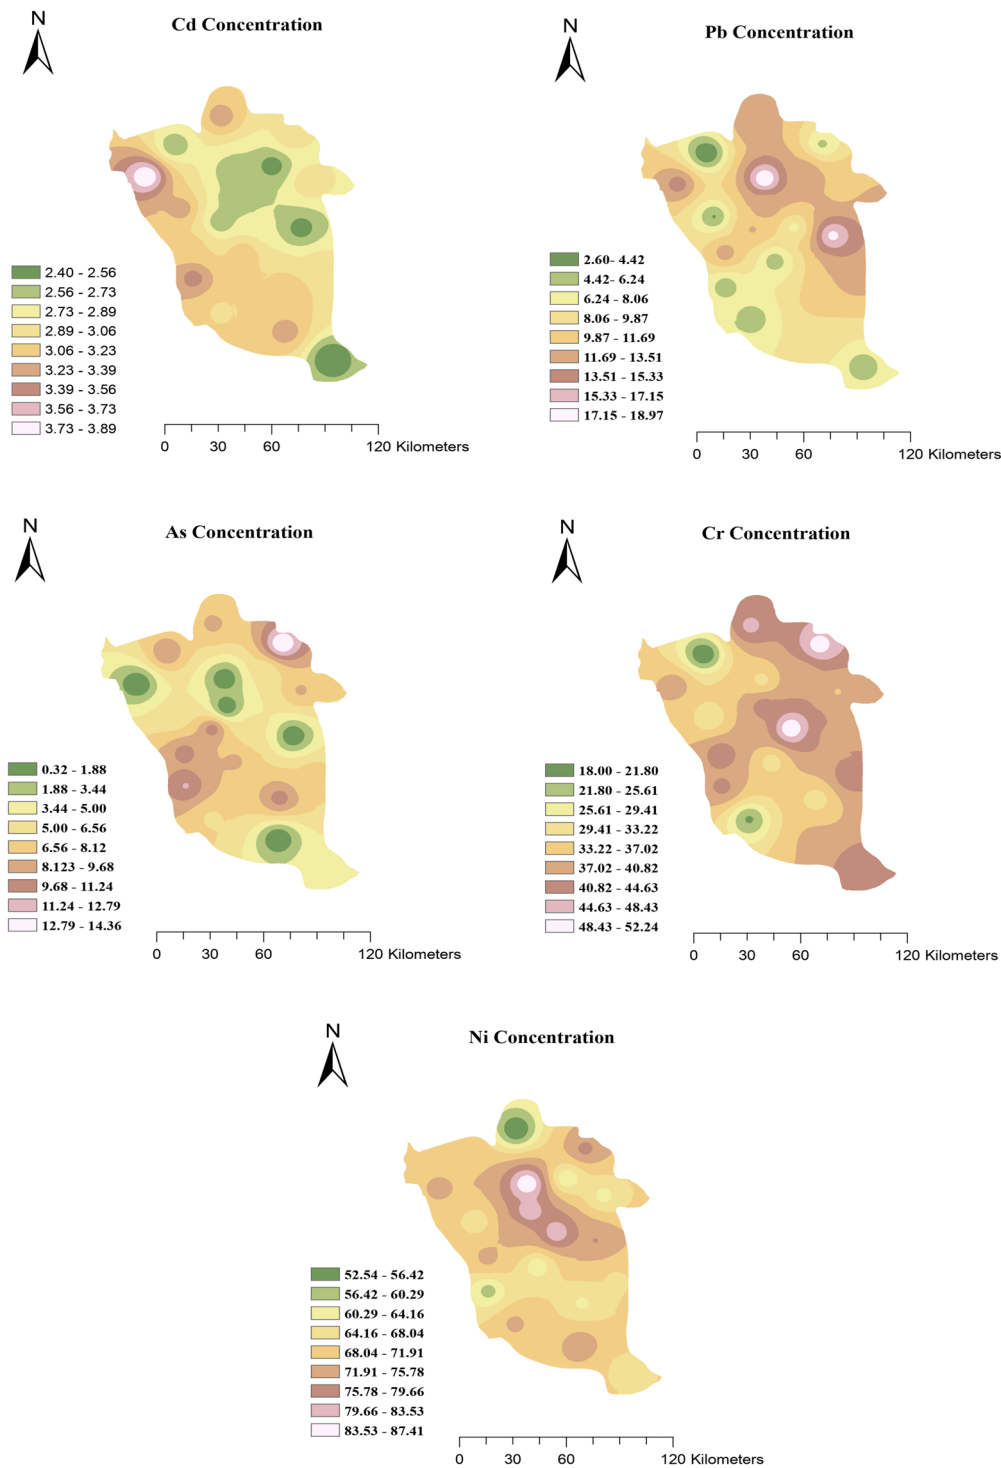 Cd Concentration
N
2.40 - 2.56
2.56 - 2.73
2.73 - 2.89
2.89 - 3.06
3.06 - 3.23
3.23 - 3.39
3.39 - 3.56
3.56 - 3.73
3.73 - 3.89
0 30 60 120 Kilometers
Pb Concentration
N
2.60- 4.42
4.42- 6.24
6.24 - 8.06
8.06 - 9.87
9.87 - 11.69
11.69 - 13.51
13.51 - 15.33
15.33 - 17.15
17.15 - 18.97
0 30 60 120 Kilometers
As Concentration
N
0.32 - 1.88
1.88 - 3.44
3.44 - 5.00
5.00 - 6.56
6.56 - 8.12
8.123 - 9.68
9.68 - 11.24
11.24 - 12.79
12.79 - 14.36
0 30 60 120 Kilometers
Cr Concentration
N
18.00 - 21.80
21.80 - 25.61
25.61 - 29.41
29.41 - 33.22
33.22 - 37.02
37.02 - 40.82
40.82 - 44.63
44.63 - 48.43
48.43 - 52.24
0 30 60 120 Kilometers
Ni Concentration
N
52.54 - 56.42
56.42 - 60.29
60.29 - 64.16
64.16 - 68.04
68.04 - 71.91
71.91 - 75.78
75.78 - 79.66
79.66 - 83.53
83.53 - 87.41
0 30 60 120 Kilometers